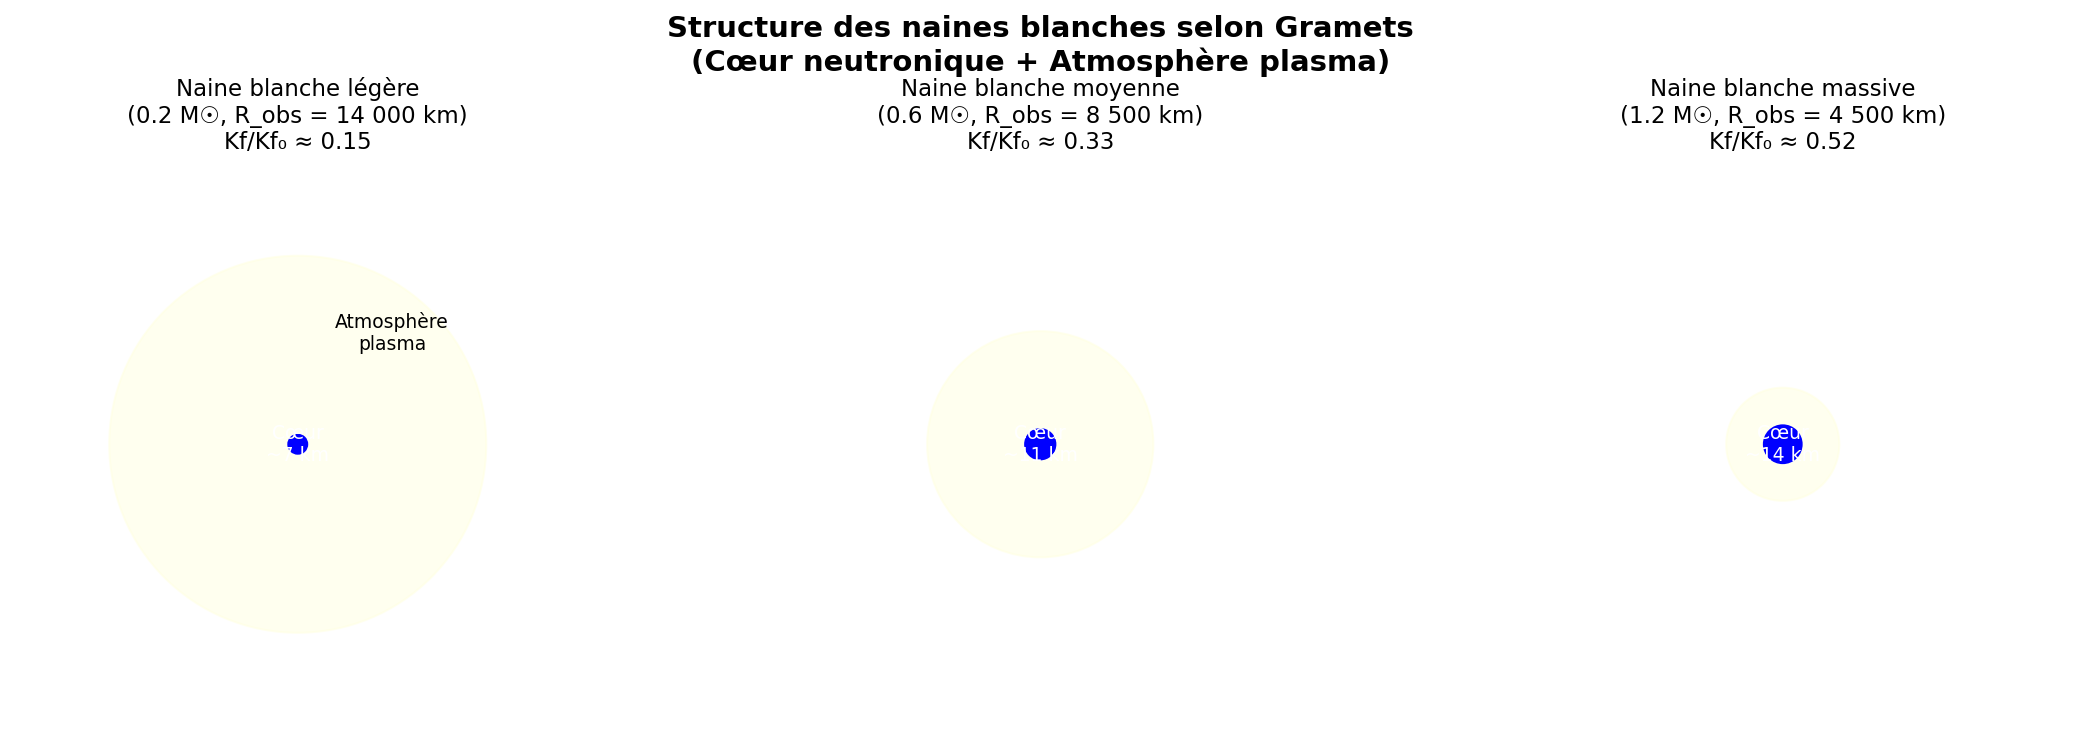 Structure des naines blanches selon Gramets
(Cœur neutronique + Atmosphère plasma)
Naine blanche légère
(0.2 M☉, R_obs = 14 000 km)
Kf/Kf₀ ≈ 0.15
Naine blanche moyenne
(0.6 M☉, R_obs = 8 500 km)
Kf/Kf₀ ≈ 0.33
Naine blanche massive
(1.2 M☉, R_obs = 4 500 km)
Kf/Kf₀ ≈ 0.52
Atmosphère
plasma